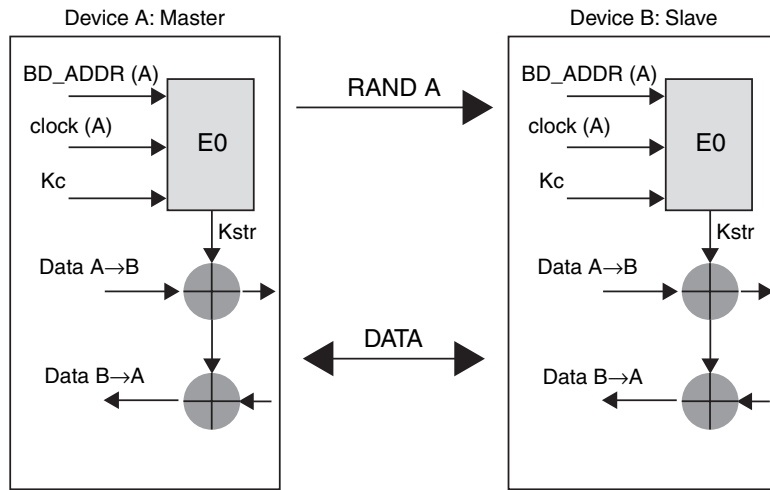 Device A: Master
BD_ADDR (A)
clock (A)
Kc
E0
Kstr
Data A→B
Data B→A
RAND A
DATA
Device B: Slave
BD_ADDR (A)
clock (A)
Kc
E0
Kstr
Data A→B
Data B→A